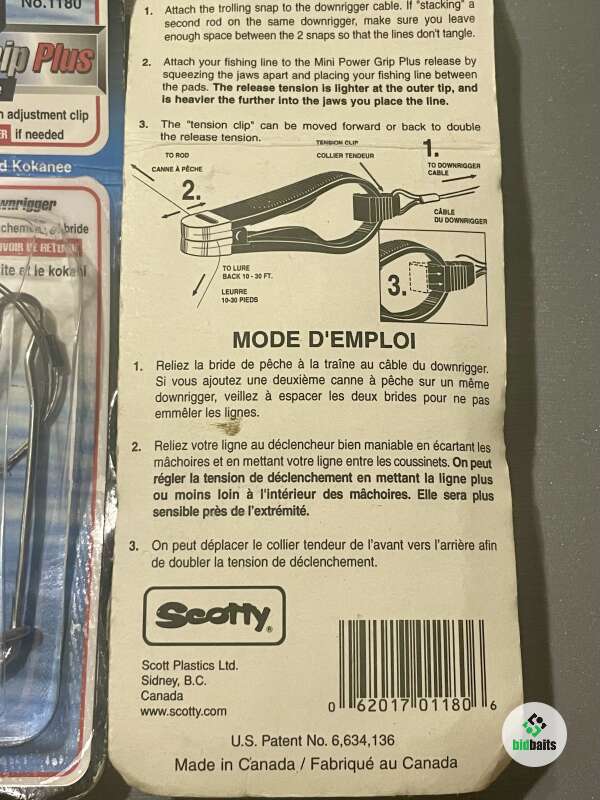 No.1180
ip Plus
n adjustment clip
ER if needed
d Kokanee
wnrigger
bride
VOIR LE RETEN
ite et le kokani
1. Attach the trolling snap to the downrigger cable. If "stacking" a
second rod on the same downrigger, make sure you leave
enough space between the 2 snaps so that the lines don't tangle.
2. Attach your fishing line to the Mini Power Grip Plus release by
squeezing the jaws apart and placing your fishing line between
the pads. The release tension is lighter at the outer tip, and
is heavier the further into the jaws you place the line.
3. The "tension clip" can be moved forward or back to double
the release tension.
TENSION CLIP
COLLIER TENDEUR
TO ROD
CANNE À PÊCHE
1.
TO DOWNRIGGER
CABLE
2.
CÂBLE
DU DOWNRIGGER
TO LURE
BACK 10 - 30 FT.
LEURRE
10-30 PIEDS
3.
MODE D'EMPLOI
1. Reliez la bride de pêche à la traîne au câble du downrigger.
Si vous ajoutez une deuxième canne à pêche sur un même
downrigger, veillez à espacer les deux brides pour ne pas
emmêler les lignes.
2. Reliez votre ligne au déclencheur bien maniable en écartant les
mâchoires et en mettant votre ligne entre les coussinets. On peut
régler la tension de déclenchement en mettant la ligne plus
ou moins loin à l'intérieur des mâchoires. Elle sera plus
sensible près de l'extrémité.
3. On peut déplacer le collier tendeur de l'avant vers l'arrière afin
de doubler la tension de déclenchement.
Scotty®
Scott Plastics Ltd.
Sidney, B.C.
Canada
www.scotty.com
0 62017 01180 6
U.S. Patent No. 6,634,136
Made in Canada / Fabriqué au Canada
bidbaits